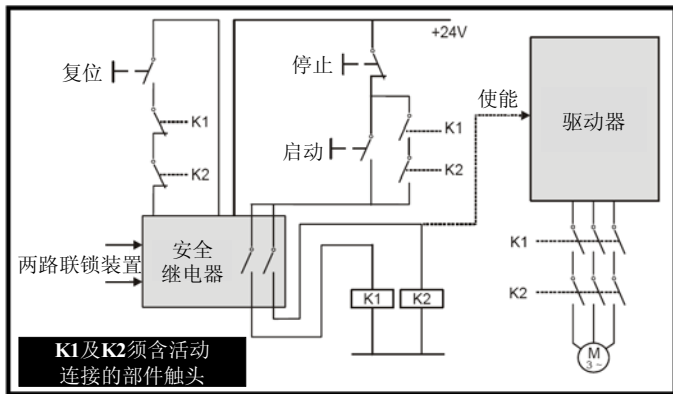 +24V
复位
停止
K1
K2
启动
K1
K2
使能
驱动器
两路联锁装置
安全
继电器
K1
K2
K1
K2
M
3~
K1及K2须含活动
连接的部件触头